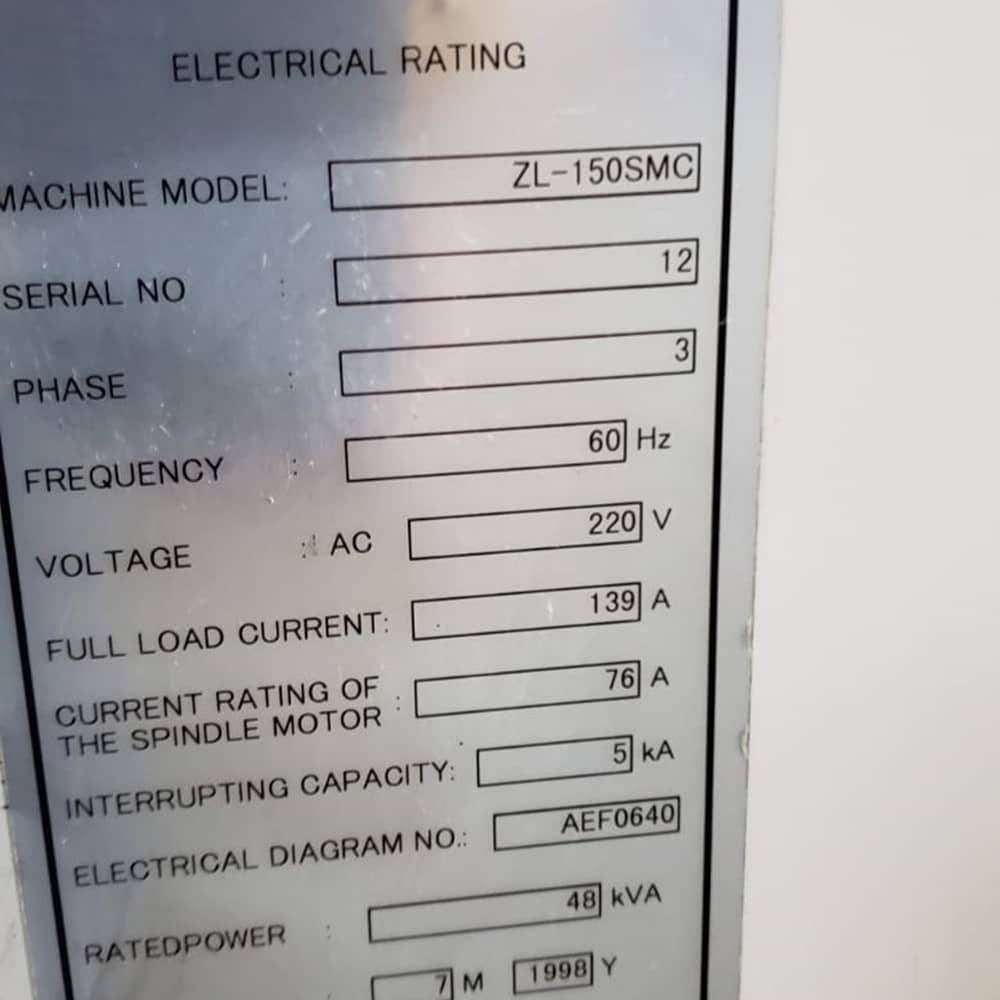 ELECTRICAL RATING
MACHINE MODEL: ZL-150SMC
SERIAL NO : 12
PHASE : 3
FREQUENCY : 60 Hz
VOLTAGE : AC 220 V
FULL LOAD CURRENT: 139 A
CURRENT RATING OF
THE SPINDLE MOTOR : 76 A
INTERRUPTING CAPACITY: 5 kA
ELECTRICAL DIAGRAM NO.: AEF0640
RATEDPOWER : 48 kVA
7 M 1998 Y